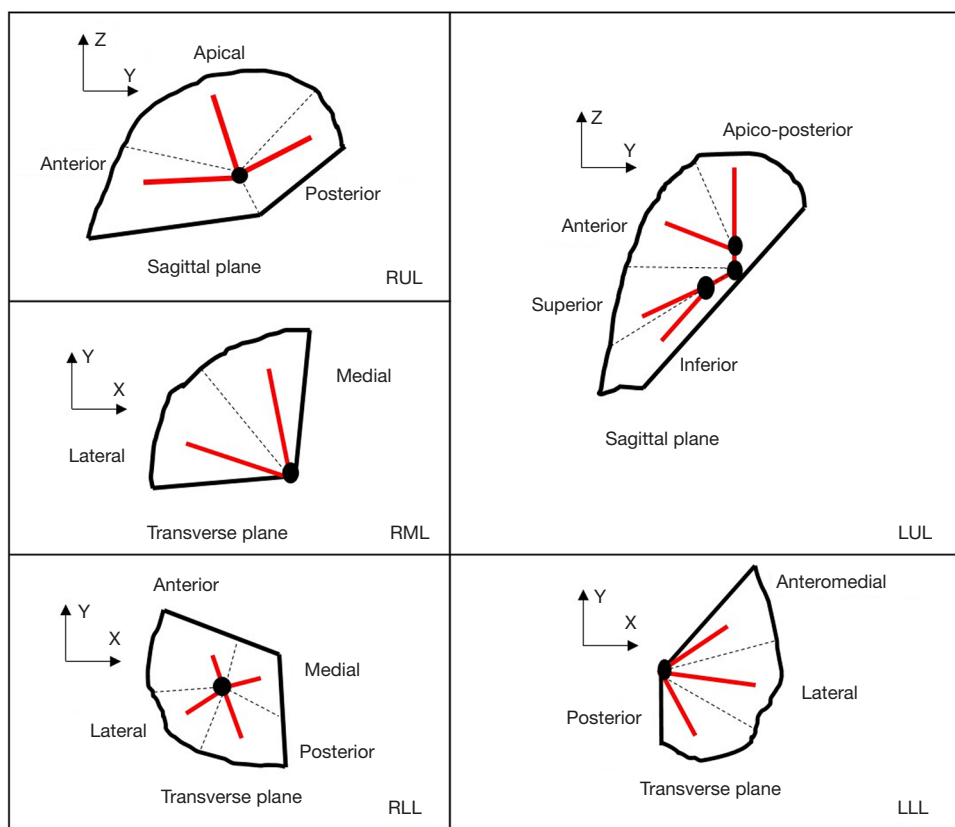 Z
Y
Apical
Anterior
Posterior
Sagittal plane
RUL
Y
X
Medial
Lateral
Transverse plane
RML
Y
X
Anterior
Medial
Lateral
Posterior
Transverse plane
RLL
Z
Y
Apico-posterior
Anterior
Superior
Inferior
Sagittal plane
LUL
Y
X
Anteromedial
Lateral
Posterior
Transverse plane
LLL